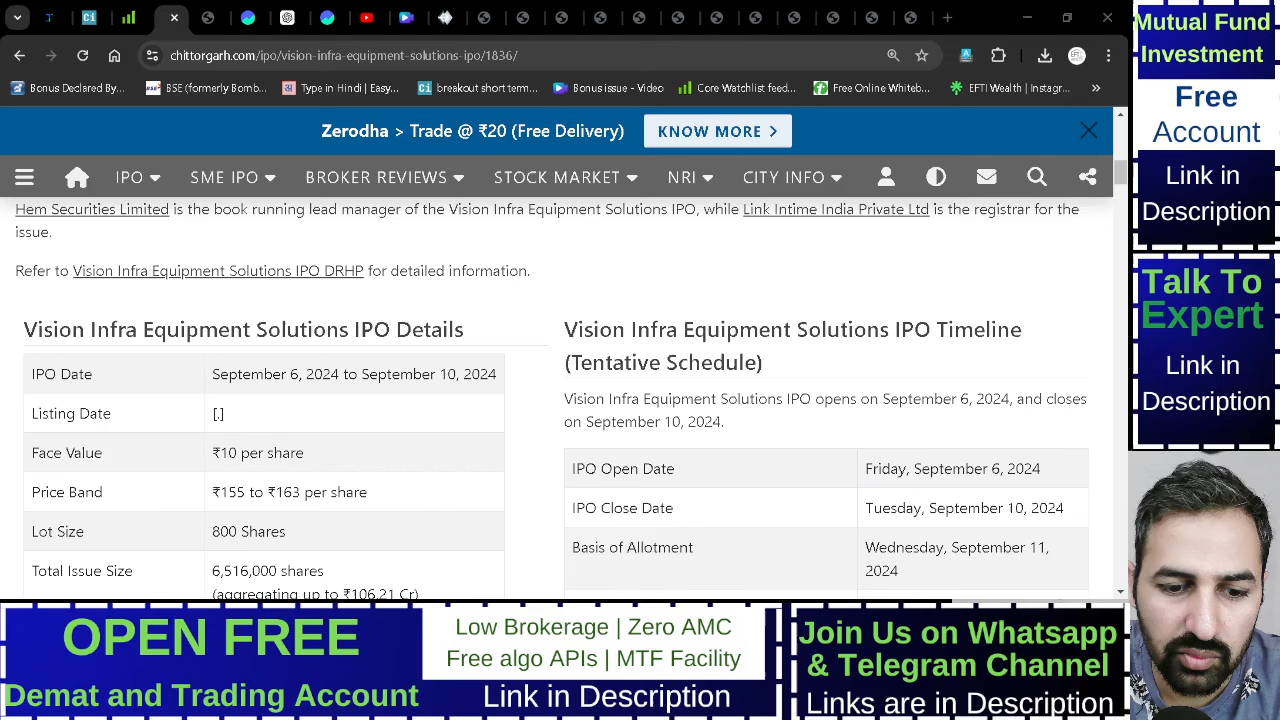 chittorgarh.com/ipo/vision-infra-equipment-solutions-ipo/1836/
Bonus Declared By...
BSE (formerly Bomb...
Type in Hindi | Easy...
breakout short term...
Bonus issue - Video
Core Watchlist feed...
Free Online Whiteb...
EFTI Wealth | Instagr...
»
Zerodha > Trade @ ₹20 (Free Delivery)
KNOW MORE >
IPO
SME IPO
BROKER REVIEWS
STOCK MARKET
NRI
CITY INFO
Hem Securities Limited is the book running lead manager of the Vision Infra Equipment Solutions IPO, while Link Intime India Private Ltd is the registrar for the
issue.
Refer to Vision Infra Equipment Solutions IPO DRHP for detailed information.
Vision Infra Equipment Solutions IPO Details
IPO Date September 6, 2024 to September 10, 2024
Listing Date [.]
Face Value ₹10 per share
Price Band ₹155 to ₹163 per share
Lot Size 800 Shares
Total Issue Size 6,516,000 shares
(aggregating up to ₹106.21 Cr)
Vision Infra Equipment Solutions IPO Timeline
(Tentative Schedule)
Vision Infra Equipment Solutions IPO opens on September 6, 2024, and closes
on September 10, 2024.
IPO Open Date Friday, September 6, 2024
IPO Close Date Tuesday, September 10, 2024
Basis of Allotment Wednesday, September 11,
2024
Mutual Fund
Investment
Free
Account
Link in
Description
Talk To
Expert
Link in
Description
OPEN FREE
Demat and Trading Account
Low Brokerage | Zero AMC
Free algo APIs | MTF Facility
Link in Description
Join Us on Whatsapp
& Telegram Channel
Links are in Description